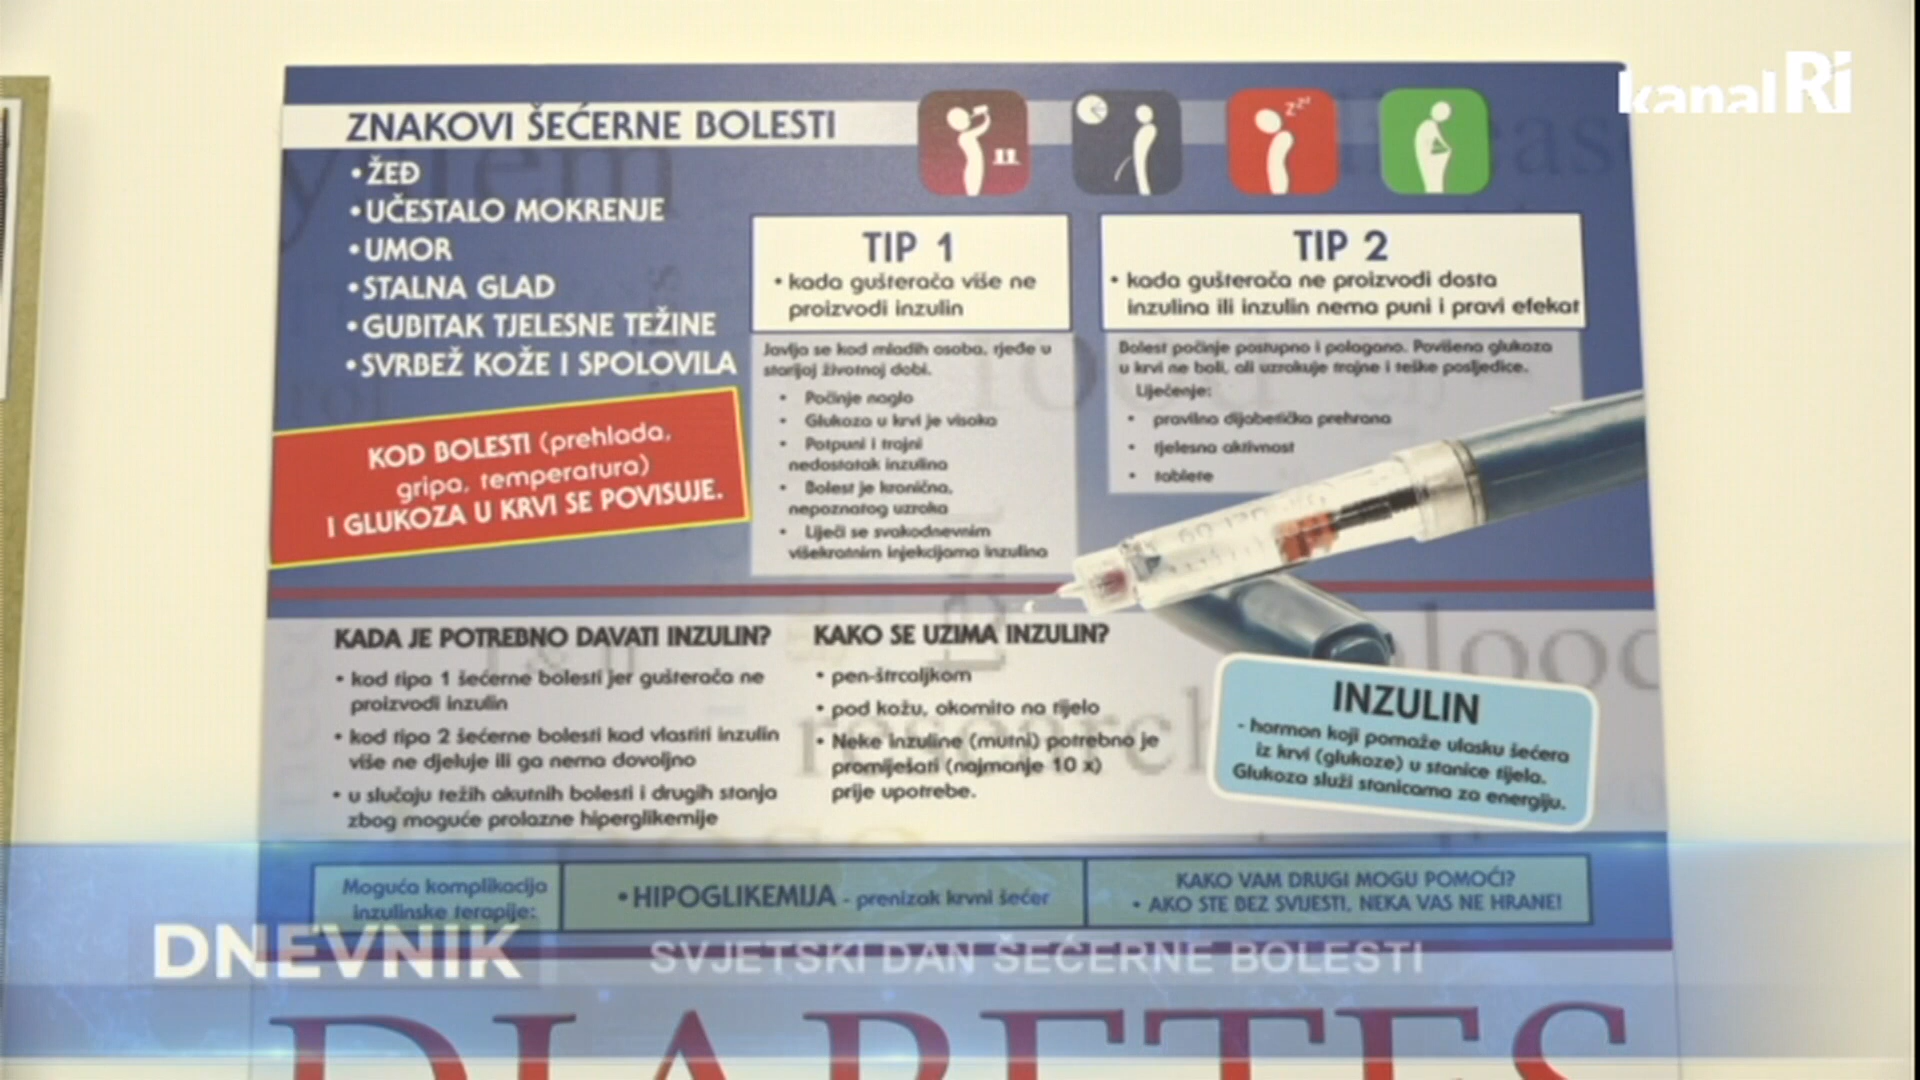 kanal Ri
ZNAKOVI ŠEĆERNE BOLESTI
•ŽEĐ
•UČESTALO MOKRENJE
•UMOR
•STALNA GLAD
•GUBITAK TJELESNE TEŽINE
•SVRBEŽ KOŽE I SPOLOVILA
KOD BOLESTI (prehlada,
gripa, temperatura)
I GLUKOZA U KRVI SE POVISUJE.
zzz
TIP 1
• kada gušterača više ne
proizvodi inzulin
Javlja se kod mladih osoba, rjeđe u
starijoj životnoj dobi.
• Počinje naglo
• Glukoza u krvi je visoka
• Potpuni i trajni
nedostatak inzulina
• Bolest je kronična,
nepoznatog uzroka
• Liječi se svakodnevnim
višekratnim injekcijama inzulina
TIP 2
• kada gušterača ne proizvodi dosta
inzulina ili inzulin nema puni i pravi efekat
Bolest počinje postupno i polagano. Povišena glukoza
u krvi ne boli, ali uzrokuje trajne i teške posljedice.
Liječenje:
• pravilna dijabetička prehrana
• tjelesna aktivnost
• tablete
KADA JE POTREBNO DAVATI INZULIN?
• kod tipa 1 šećerne bolesti jer gušterača ne
proizvodi inzulin
• kod tipa 2 šećerne bolesti kad vlastiti inzulin
više ne djeluje ili ga nema dovoljno
• u slučaju težih akutnih bolesti i drugih stanja
zbog moguće prolazne hiperglikemije
KAKO SE UZIMA INZULIN?
• pen-štrcaljkom
• pod kožu, okomito na tijelo
• Neke inzuline (mutni) potrebno je
promiješati (najmanje 10 x)
prije upotrebe.
research
blood
food
INZULIN
- hormon koji pomaže ulasku šećera
iz krvi (glukoze) u stanice tijela.
Glukoza služi stanicama za energiju.
Moguća komplikacija
inzulinske terapije:
•HIPOGLIKEMIJA - prenizak krvni šećer
KAKO VAM DRUGI MOGU POMOĆI?
• AKO STE BEZ SVIJESTI, NEKA VAS NE HRANE!
DNEVNIK
SVJETSKI DAN ŠEĆERNE BOLESTI
DIABETES